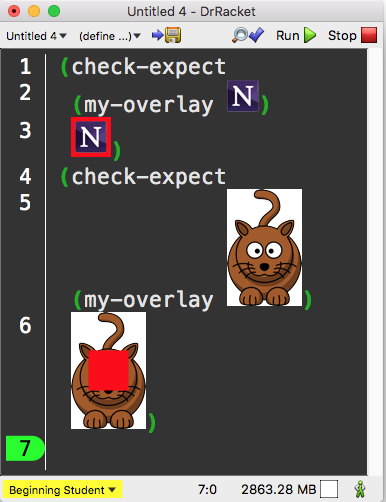 Untitled 4 - DrRacket
Untitled 4▾ (define ...)▾ Run Stop
1 (check-expect
2 (my-overlay N)
3 N)
4 (check-expect
5 (my-overlay )
6 )
7
Beginning Student▾ 7:0 2863.28 MB